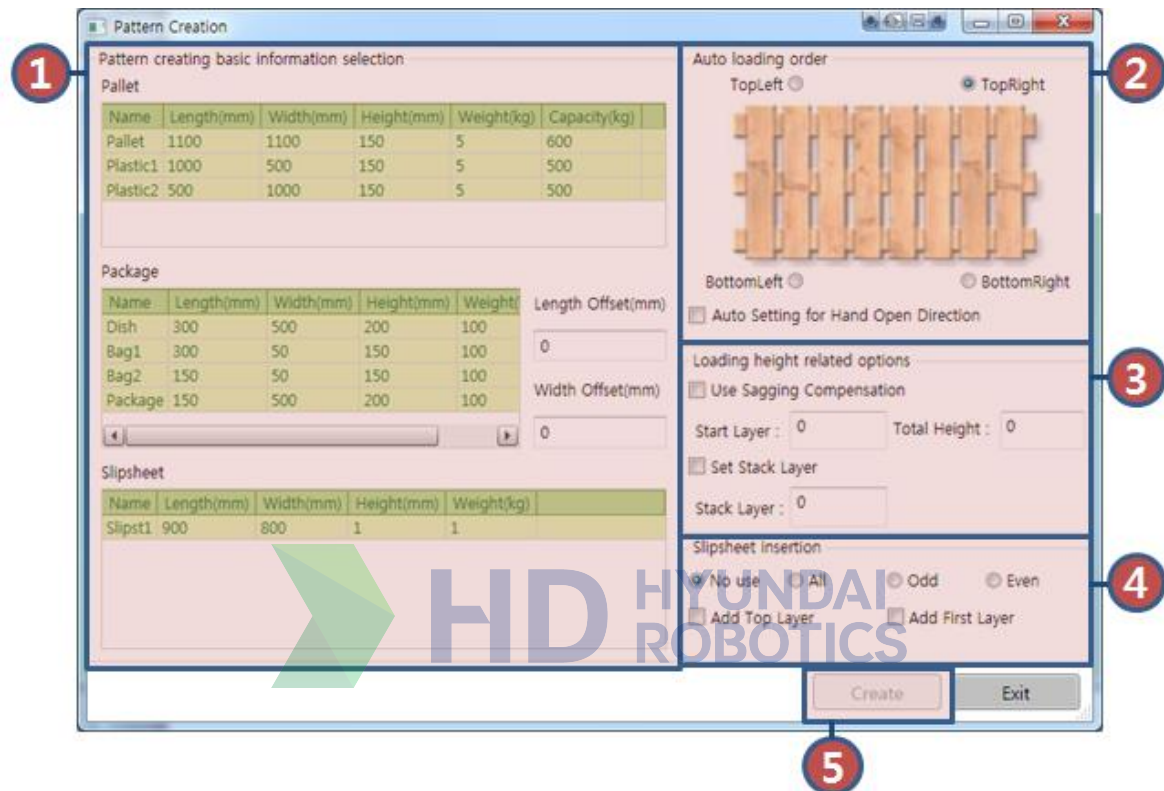 Pattern Creation
1
Pattern creating basic information selection
Pallet
Name Length(mm) Width(mm) Height(mm) Weight(kg) Capacity(kg)
Pallet 1100 1100 150 5 600
Plastic1 1000 500 150 5 500
Plastic2 500 1000 150 5 500
Package
Name Length(mm) Width(mm) Height(mm) Weight(
Dish 300 500 200 100
Bag1 300 50 150 100
Bag2 150 50 150 100
Package 150 500 200 100
Length Offset(mm)
0
Width Offset(mm)
0
Slipsheet
Name Length(mm) Width(mm) Height(mm) Weight(kg)
Slipst1 900 800 1 1
2
Auto loading order
TopLeft TopRight
BottomLeft BottomRight
Auto Setting for Hand Open Direction
3
Loading height related options
Use Sagging Compensation
Start Layer : 0 Total Height : 0
Set Stack Layer
Stack Layer : 0
4
Slipsheet insertion
No use All Odd Even
Add Top Layer Add First Layer
HD HYUNDAI
ROBOTICS
Create Exit
5